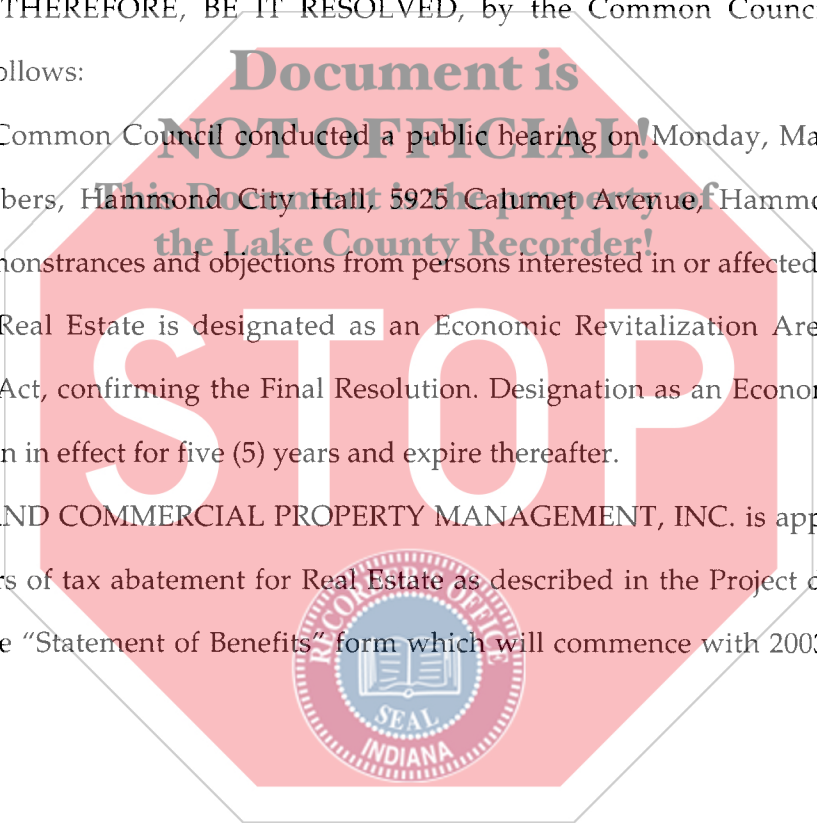 THEREFORE, BE IT RESOLVED, by the Common Counc
ollows:
Document is
NOT OFFICIAL!
This Document is the property of
the Lake County Recorder!
Common Council conducted a public hearing on Monday, Ma
bers, Hammond City Hall, 5925 Calumet Avenue, Hammo
nonstrances and objections from persons interested in or affected
Real Estate is designated as an Economic Revitalization Are
Act, confirming the Final Resolution. Designation as an Econo
n in effect for five (5) years and expire thereafter.
STOP
AND COMMERCIAL PROPERTY MANAGEMENT, INC. is app
rs of tax abatement for Real Estate as described in the Project d
e “Statement of Benefits” form which will commence with 2003
RECORDER'S OFFICE
SEAL
INDIANA